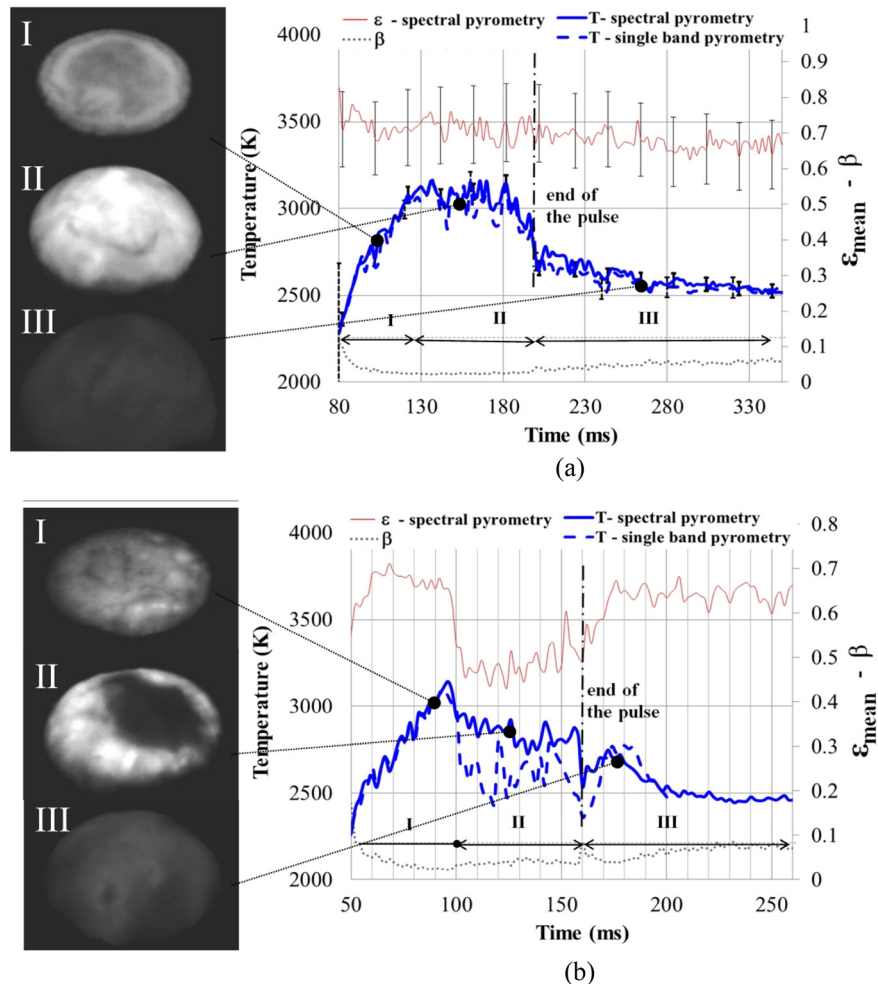 I
II
III
ε - spectral pyrometry
T- spectral pyrometry
β
T - single band pyrometry
4000
3500
3000
2500
2000
Temperature (K)
1
0.9
0.8
0.7
0.6
0.5
0.4
0.3
0.2
0.1
0
εmean - β
end of
the pulse
I
II
III
80
130
180
230
280
330
Time (ms)
(a)
I
II
III
ε - spectral pyrometry
T- spectral pyrometry
β
T - single band pyrometry
4000
3500
3000
2500
2000
Temperature (K)
0.8
0.7
0.6
0.5
0.4
0.3
0.2
0.1
0
εmean - β
end of
the pulse
I
II
III
50
100
150
200
250
Time (ms)
(b)